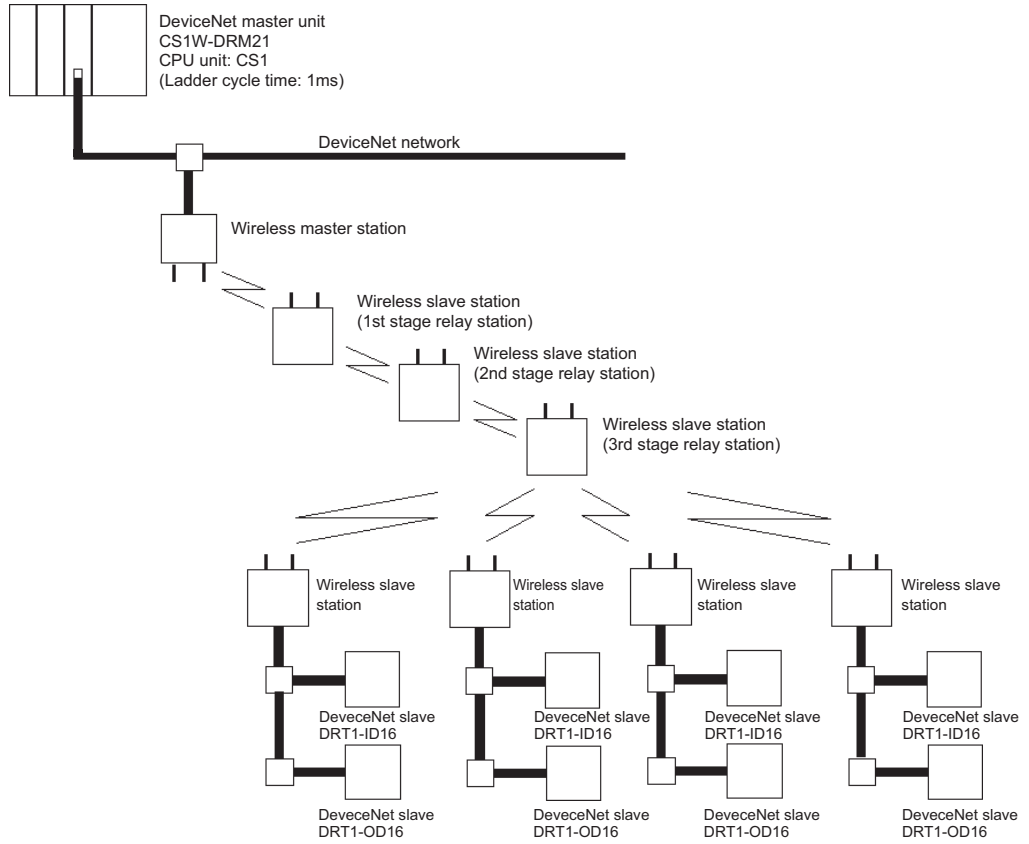 DeviceNet master unit
CS1W-DRM21
CPU unit: CS1
(Ladder cycle time: 1ms)
DeviceNet network
Wireless master station
Wireless slave station
(1st stage relay station)
Wireless slave station
(2nd stage relay station)
Wireless slave station
(3rd stage relay station)
Wireless slave
station
Wireless slave
station
Wireless slave
station
Wireless slave
station
DeveceNet slave
DRT1-ID16
DeveceNet slave
DRT1-ID16
DeveceNet slave
DRT1-ID16
DeveceNet slave
DRT1-ID16
DeveceNet slave
DRT1-OD16
DeveceNet slave
DRT1-OD16
DeveceNet slave
DRT1-OD16
DeveceNet slave
DRT1-OD16